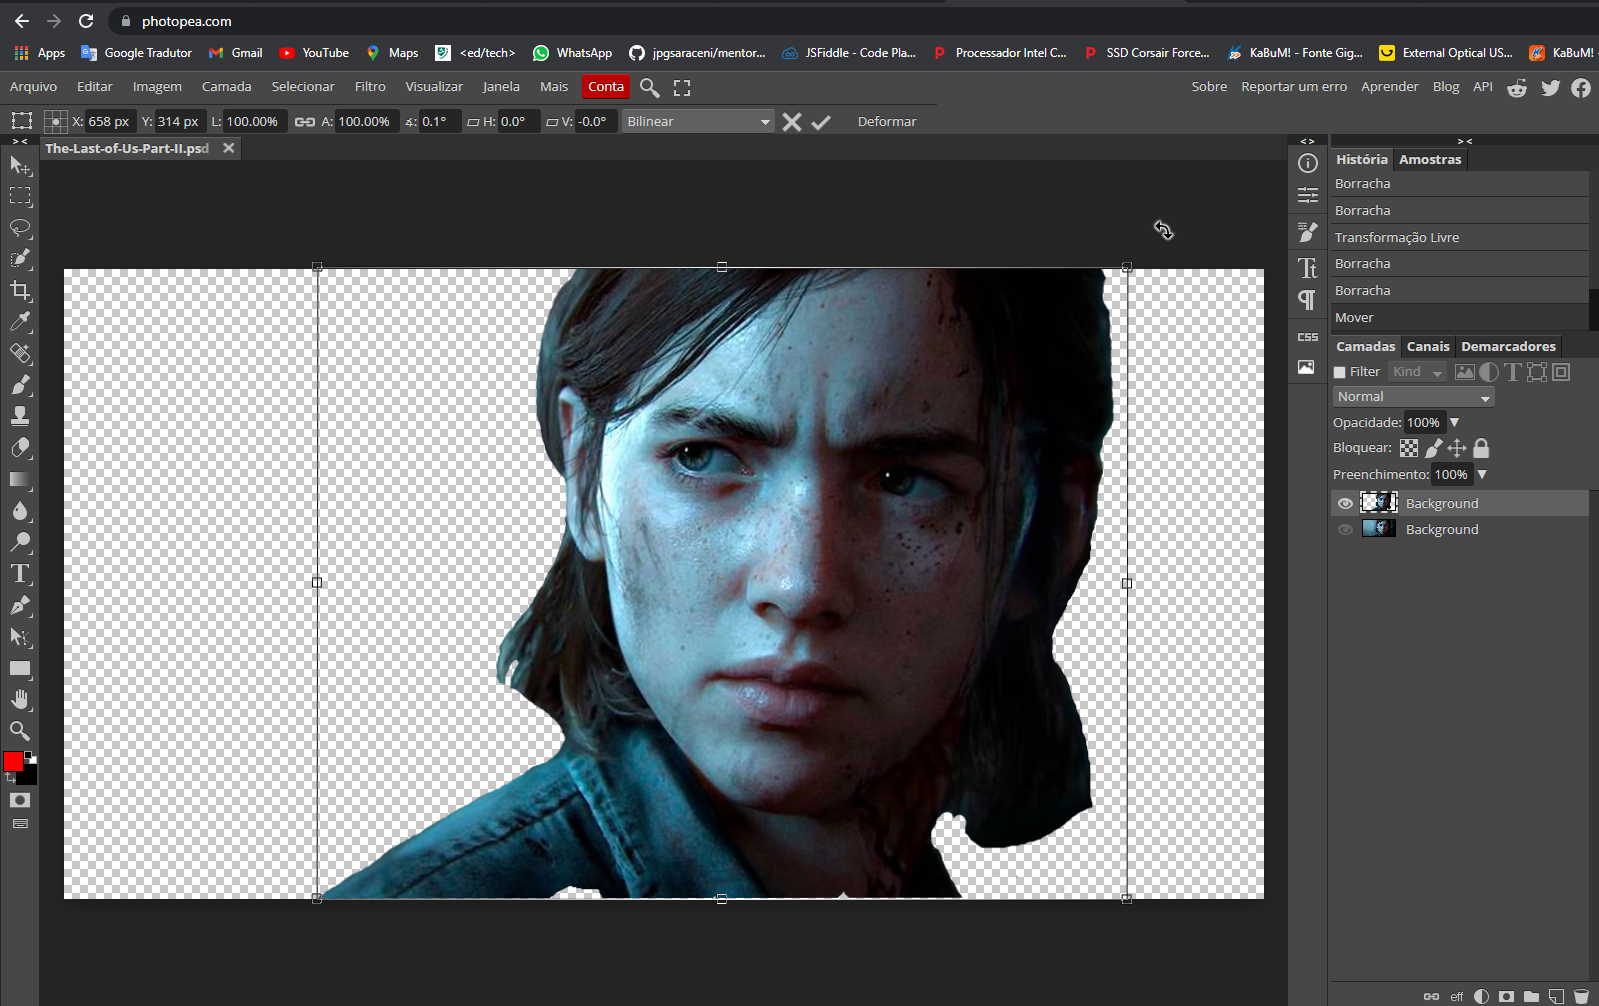 photopea.com
Apps Google Tradutor Gmail YouTube Maps <ed/tech> WhatsApp jpgsaraceni/mentor... JSFiddle - Code Pla... Processador Intel C... SSD Corsair Force... KaBuM! - Fonte Gig... External Optical US... KaBuM!
Arquivo Editar Imagem Camada Selecionar Filtro Visualizar Janela Mais Conta Sobre Reportar um erro Aprender Blog API
X: 658 px Y: 314 px L: 100.00% A: 100.00% ∡: 0.1° H: 0.0° V: -0.0° Bilinear Deformar
The-Last-of-Us-Part-II.psd
História Amostras
Borracha
Borracha
Transformação Livre
Borracha
Borracha
Mover
CSS
Camadas Canais Demarcadores
Filter Kind
Normal
Opacidade: 100%
Bloquear:
Preenchimento: 100%
Background
Background
eff